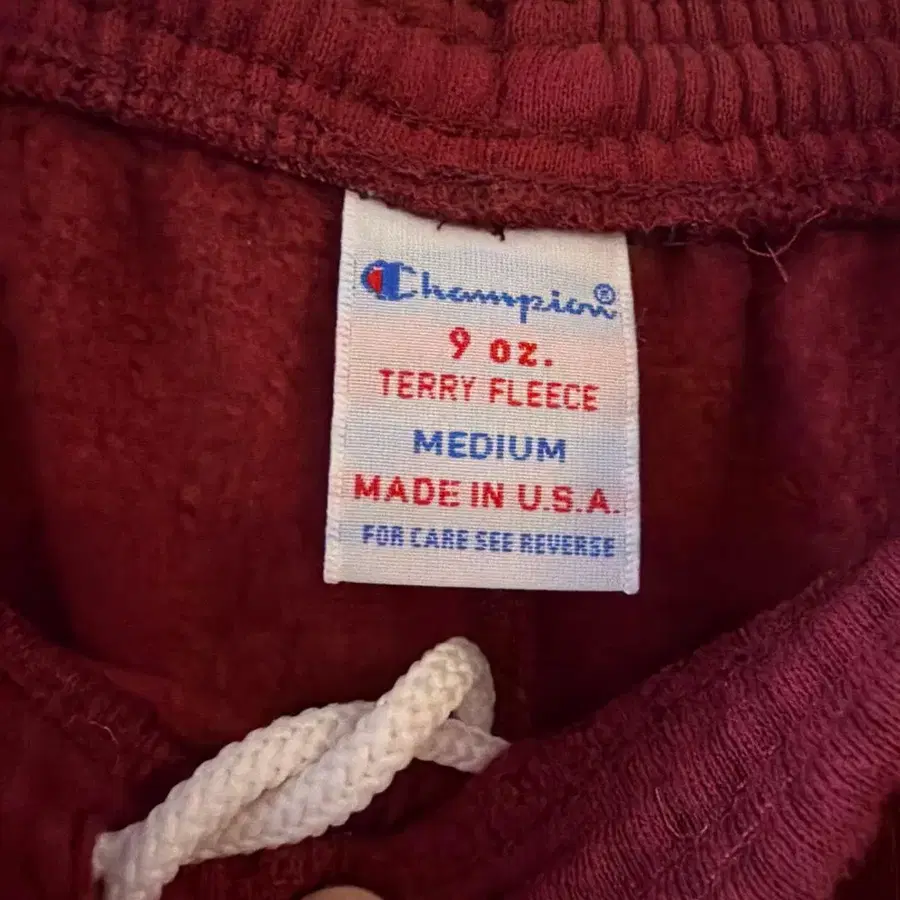 Champion®
9 oz.
TERRY FLEECE
MEDIUM
MADE IN U.S.A.
FOR CARE SEE REVERSE